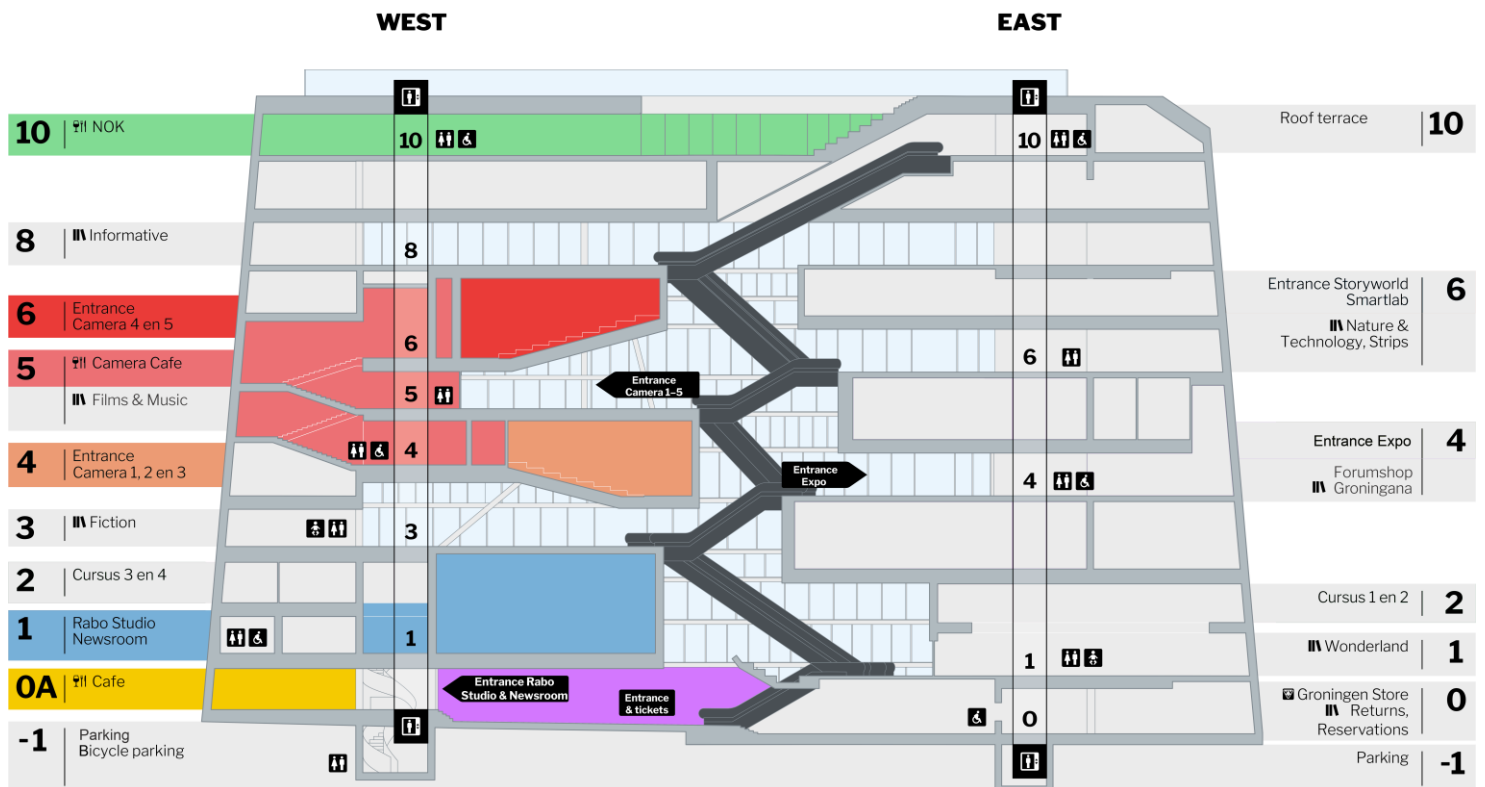 WEST
EAST
10
NOK
8
Informative
6
Entrance
Camera 4 en 5
5
Camera Cafe
Films & Music
4
Entrance
Camera 1, 2 en 3
3
Fiction
2
Cursus 3 en 4
1
Rabo Studio
Newsroom
0A
Cafe
-1
Parking
Bicycle parking
10
8
6
5
4
3
1
Entrance
Camera 1–5
Entrance
Expo
Entrance Rabo
Studio & Newsroom
Entrance
& tickets
10
6
4
1
0
Roof terrace
10
Entrance Storyworld
Smartlab
6
Nature &
Technology, Strips
Entrance Expo
4
Forumshop
Groningana
Cursus 1 en 2
2
Wonderland
1
Groningen Store
0
Returns,
Reservations
Parking
-1